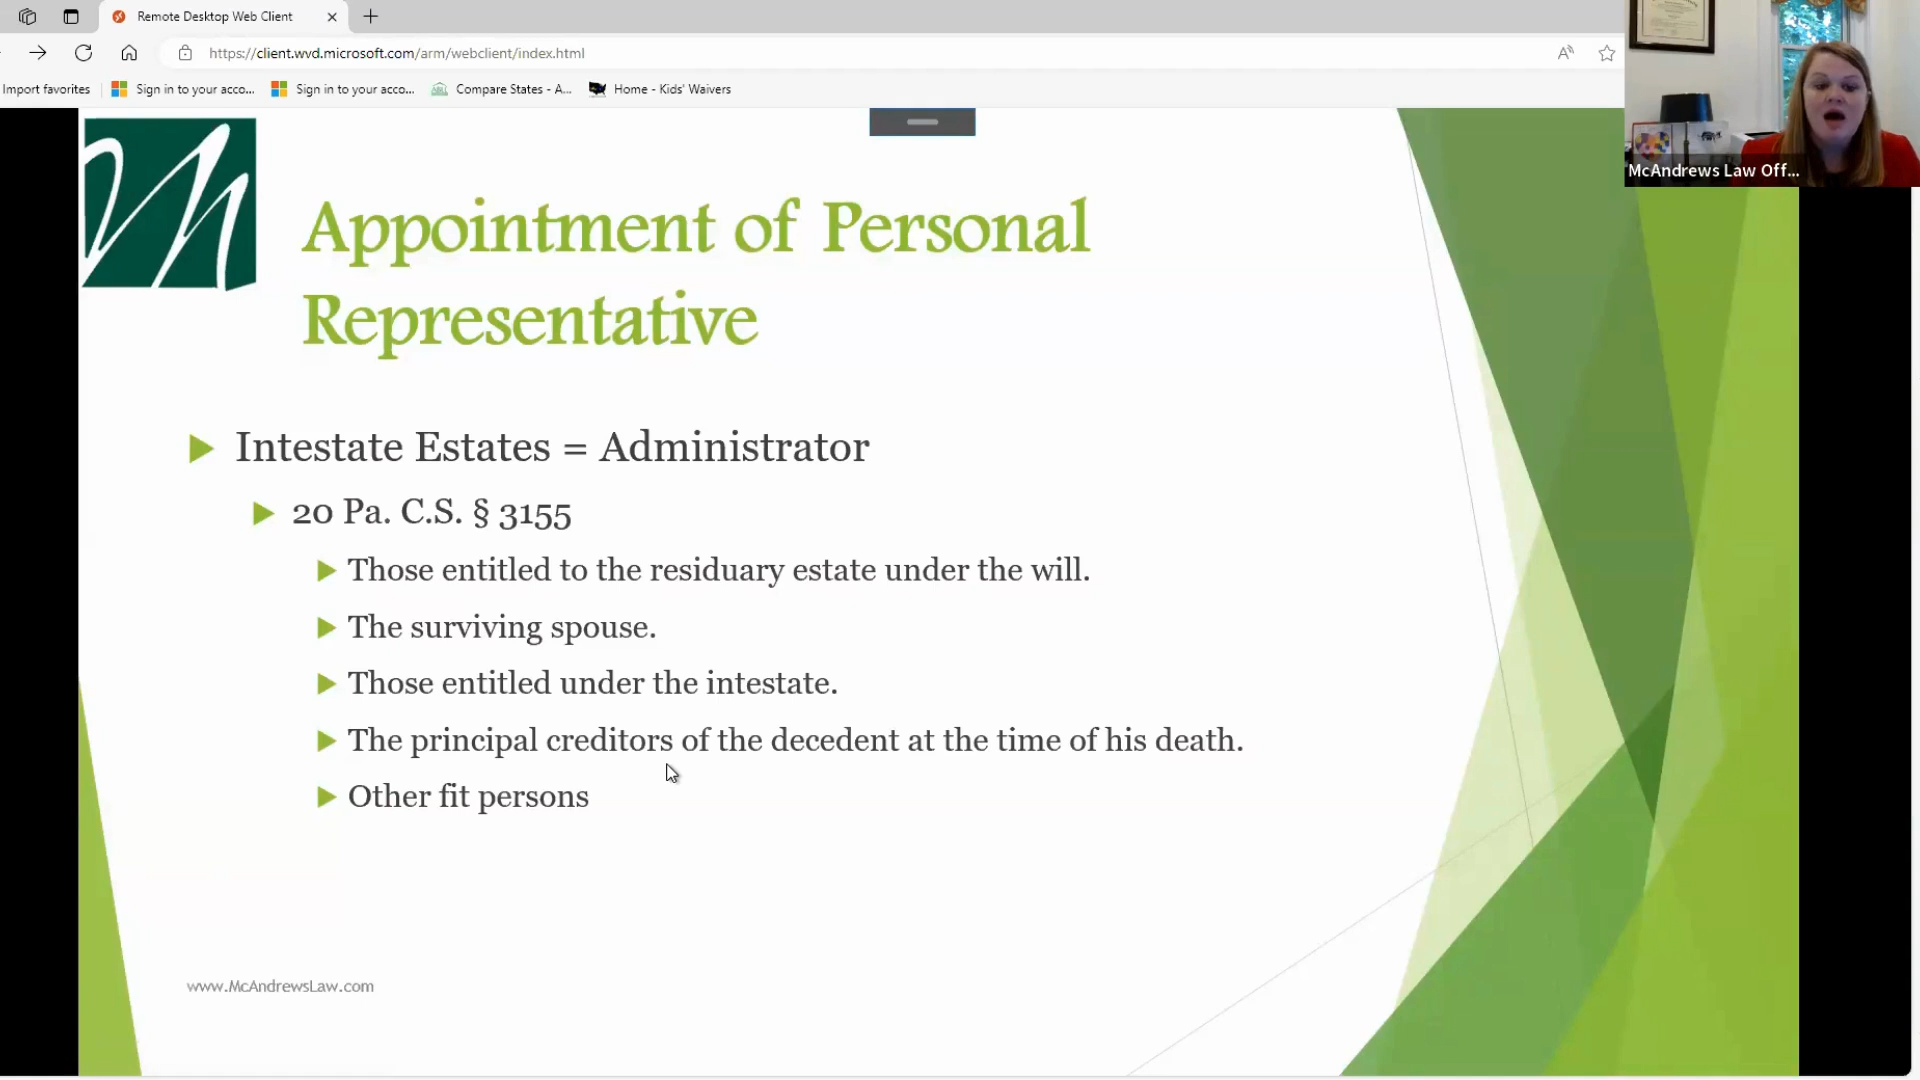 Remote Desktop Web Client
https://client.wvd.microsoft.com/arm/webclient/index.html
Import favorites
Sign in to your acco...
Sign in to your acco...
Compare States - A...
Home - Kids' Waivers
McAndrews Law Off...
Appointment of Personal
Representative
Intestate Estates = Administrator
20 Pa. C.S. § 3155
Those entitled to the residuary estate under the will.
The surviving spouse.
Those entitled under the intestate.
The principal creditors of the decedent at the time of his death.
Other fit persons
www.McAndrewsLaw.com